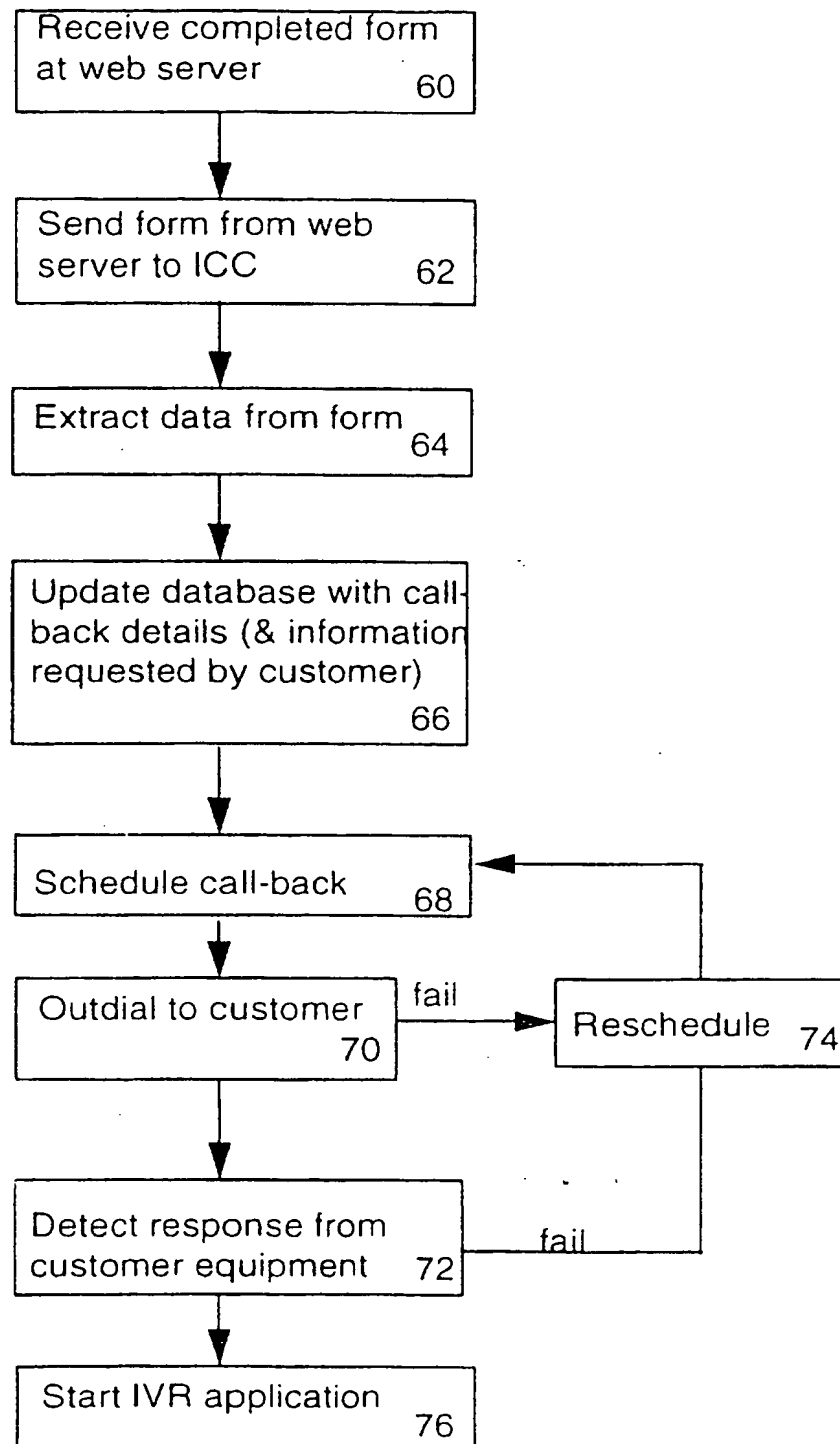 Receive completed form
at web server
60
Send form from web
server to ICC
62
Extract data from form
64
Update database with call-
back details (& information
requested by customer)
66
Schedule call-back
68
Outdial to customer
70
fail
Reschedule
74
Detect response from
customer equipment
72
fail
Start IVR application
76